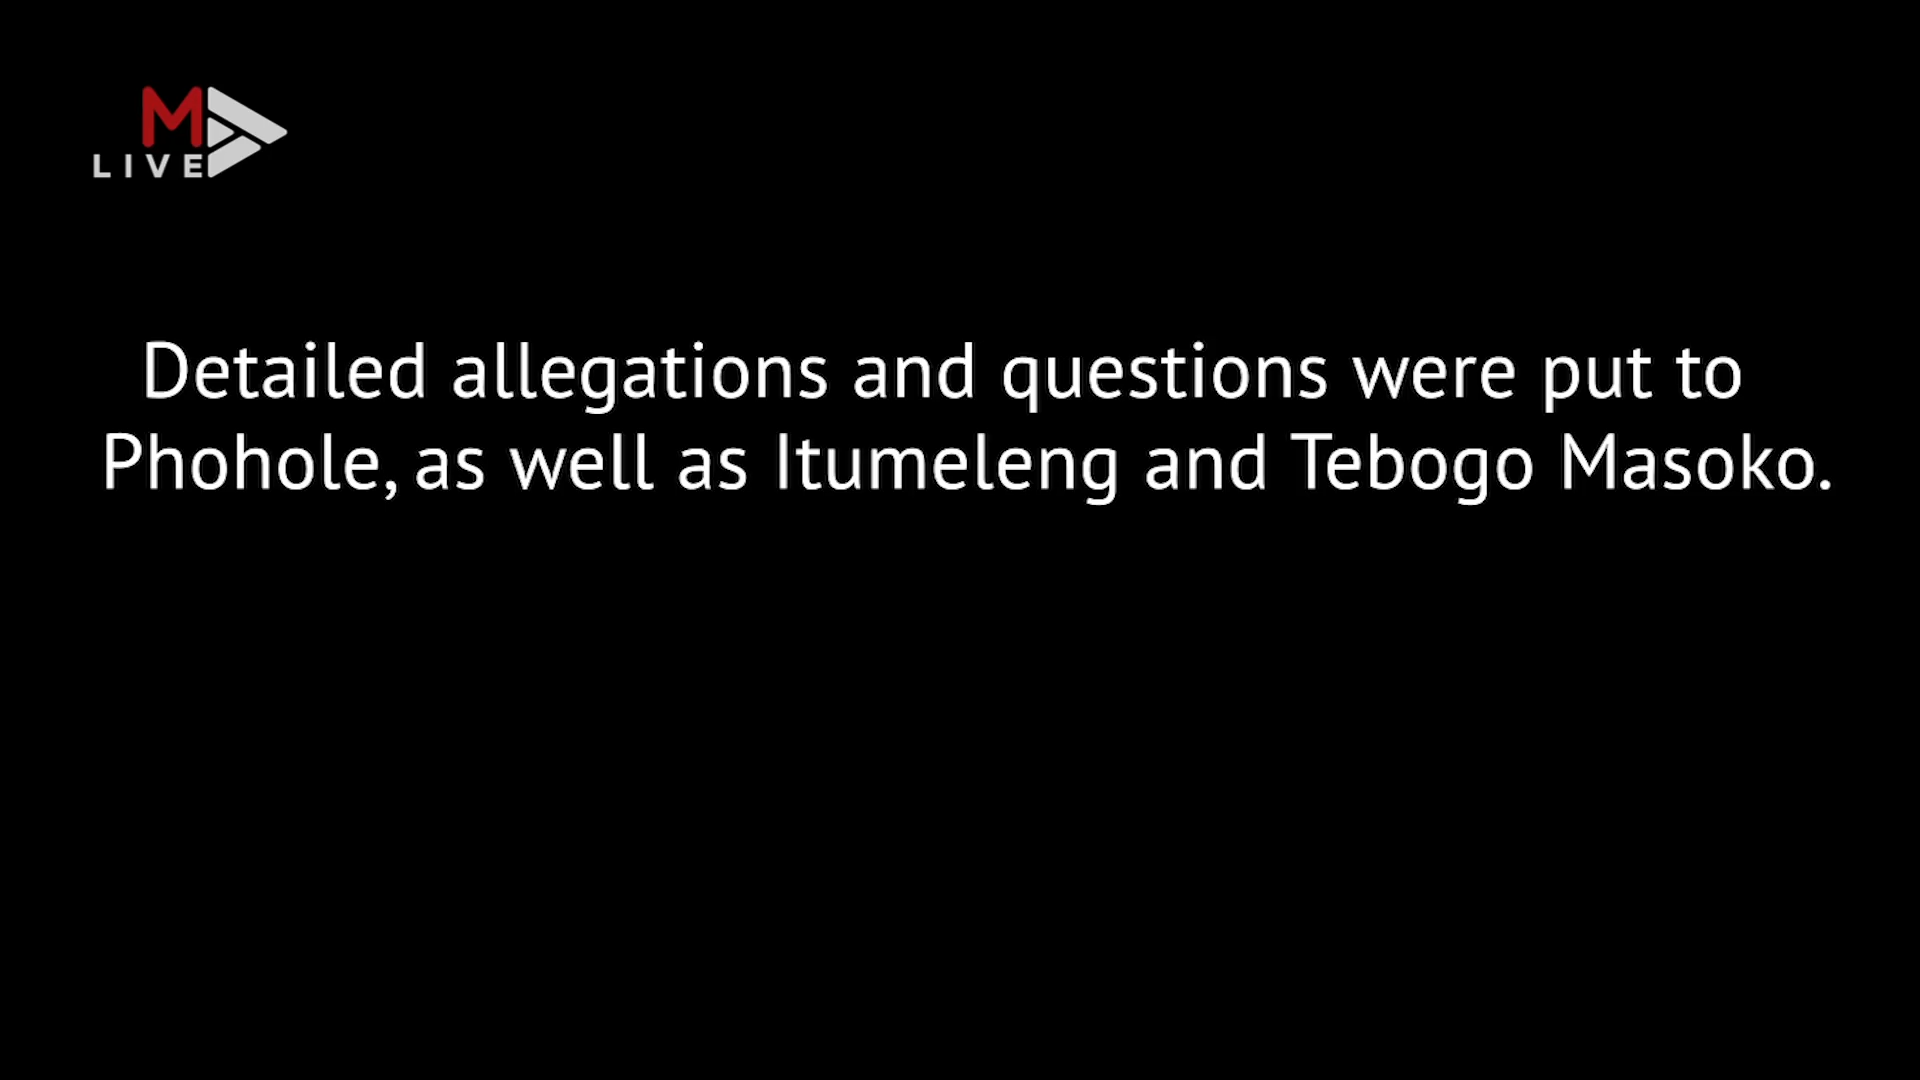 M
LIVE
Detailed allegations and questions were put to
Phohole, as well as Itumeleng and Tebogo Masoko.